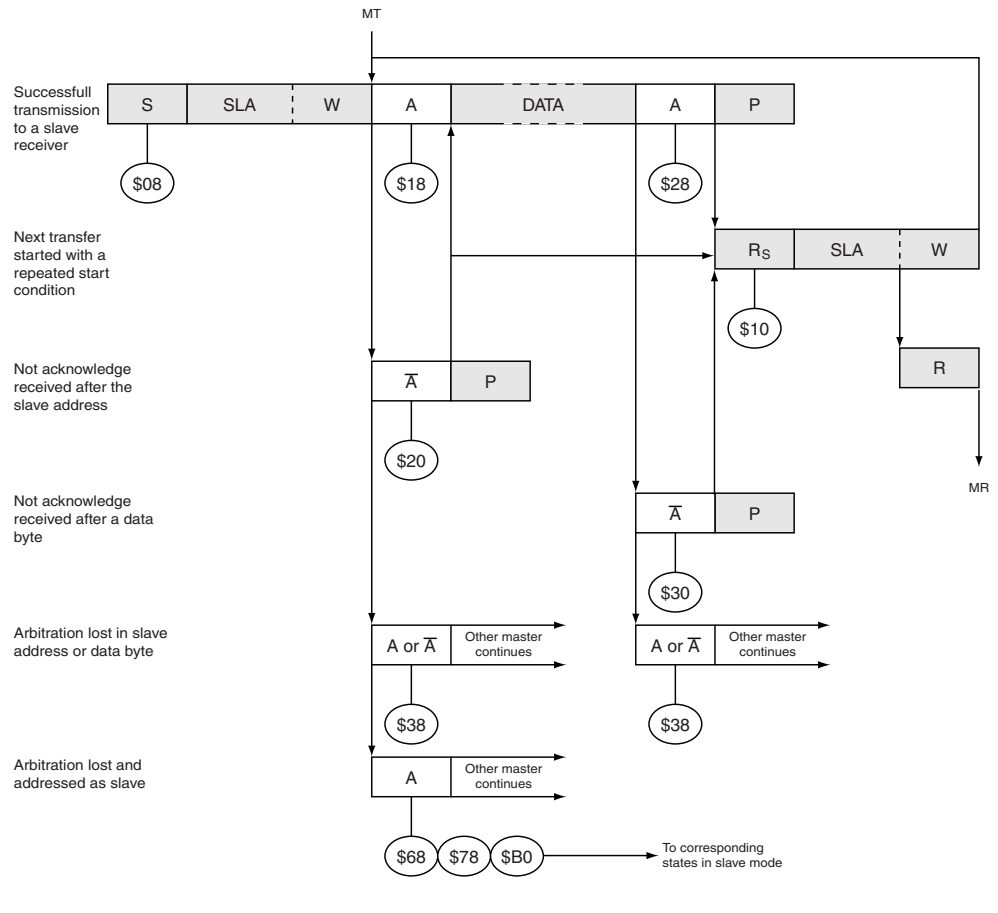 MT
Successfull
transmission
to a slave
receiver
S SLA W A DATA A P
$08 $18 $28
Next transfer
started with a
repeated start
condition
RS SLA W
$10
Not acknowledge
received after the
slave address
A̅ P
R
$20
MR
Not acknowledge
received after a data
byte
A̅ P
$30
Arbitration lost in slave
address or data byte
A or A̅ Other master
continues
A or A̅ Other master
continues
$38 $38
Arbitration lost and
addressed as slave
A Other master
continues
$68 $78 $B0
To corresponding
states in slave mode